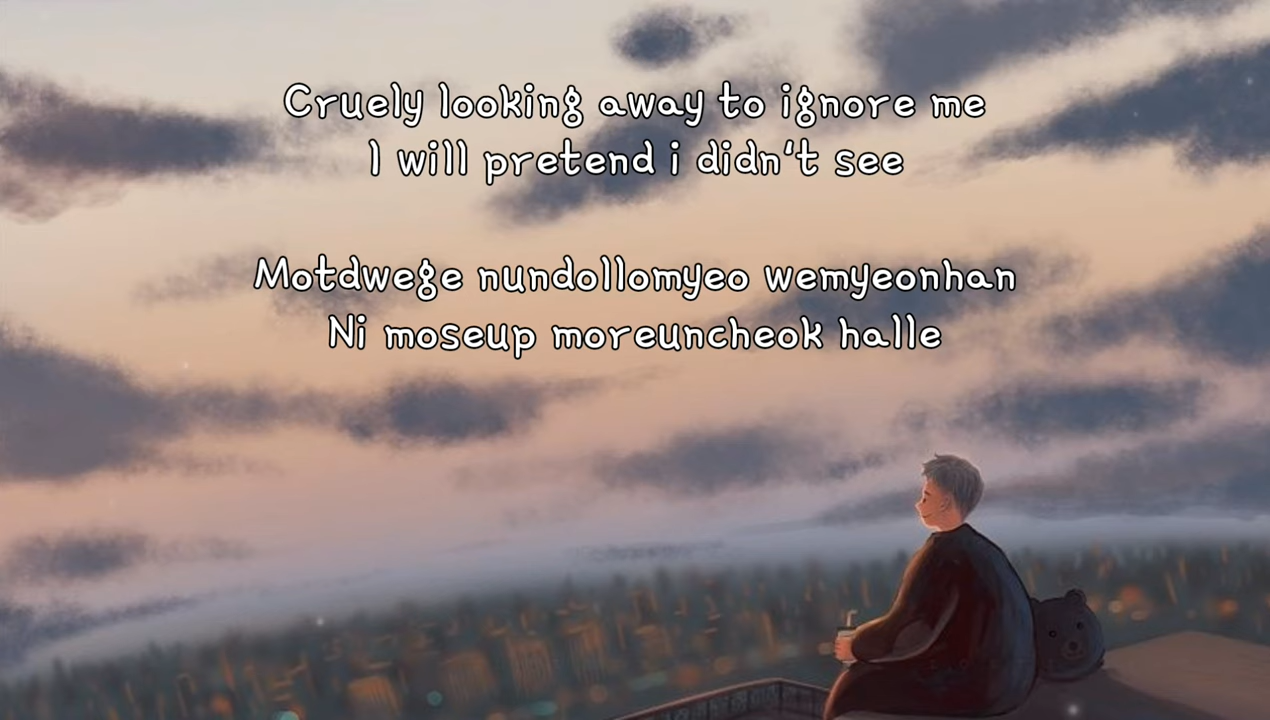 Cruely looking away to ignore me
I will pretend i didn't see
Motdwege nundollomyeo wemyeonhan
Ni moseup moreuncheok halle